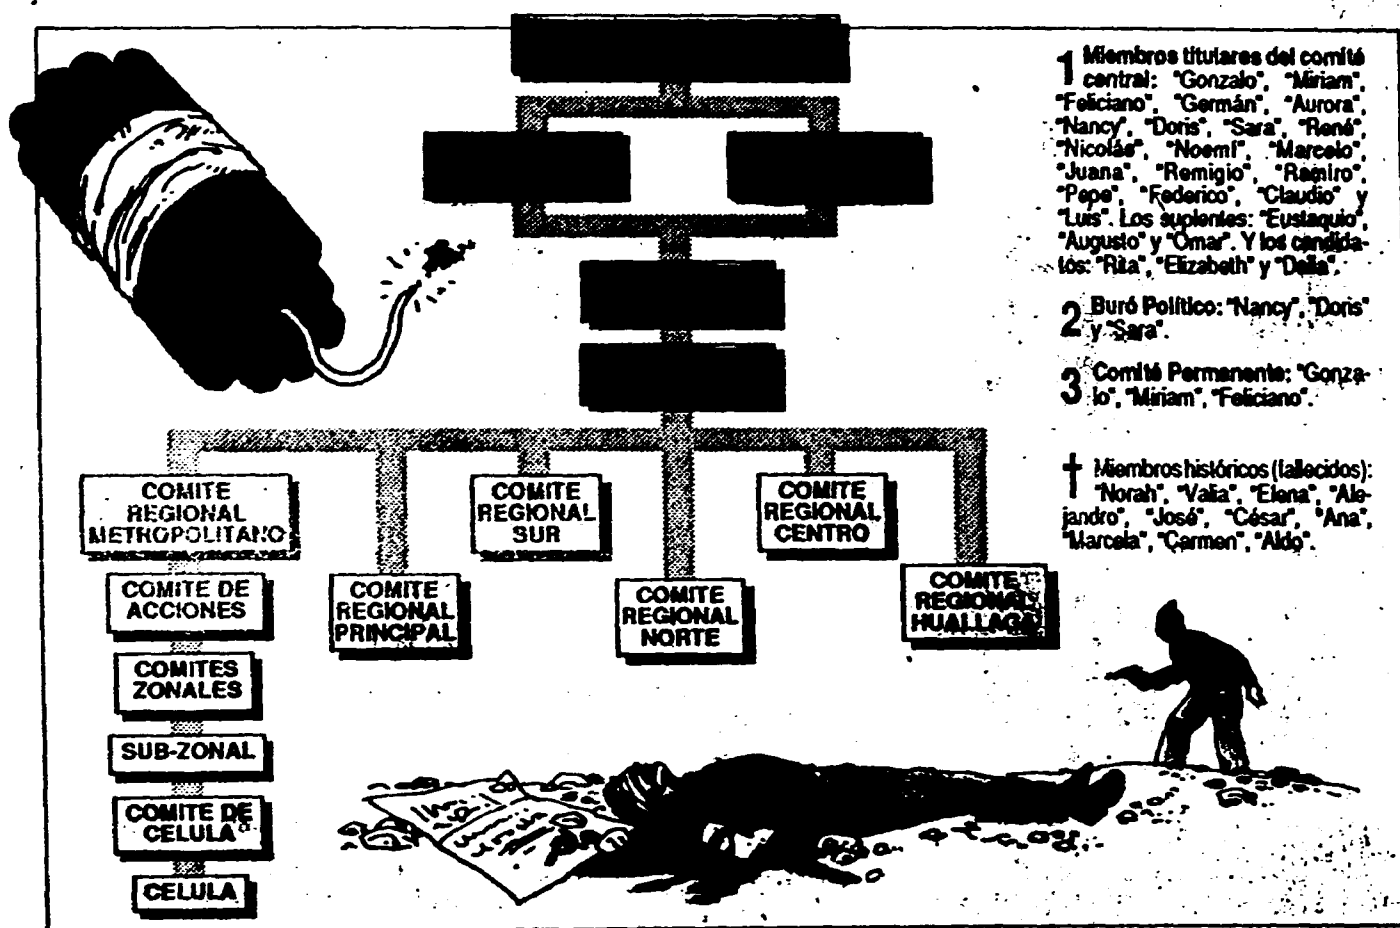 1 Miembros titulares del comité
central: "Gonzalo", "Miriam",
"Feliciano", "Germán", "Aurora",
"Nancy", "Doris", "Sara", "René",
"Nicolás", "Noemí", "Marcelo",
"Juana", "Remigio", "Ramiro",
"Pepe", "Federico", "Claudio" y
"Luis". Los suplentes: "Eustaquio",
"Augusto" y "Omar". Y los candida-
tos: "Rita", "Elizabeth" y "Delia".
2 Buró Político: "Nancy", "Doris"
y "Sara".
3 Comité Permanente: "Gonza-
lo", "Miriam", "Feliciano".
† Miembros históricos (fallecidos):
"Norah", "Valia", "Elena", "Ale-
jandro", "José", "César", "Ana",
"Marcela", "Carmen", "Aldo".
COMITE
REGIONAL
METROPOLITANO
COMITE DE
ACCIONES
COMITES
ZONALES
SUB-ZONAL
COMITE DE
CELULA
CELULA
COMITE
REGIONAL
PRINCIPAL
COMITE
REGIONAL
SUR
COMITE
REGIONAL
NORTE
COMITE
REGIONAL
CENTRO
COMITE
REGIONAL
HUALLAGA